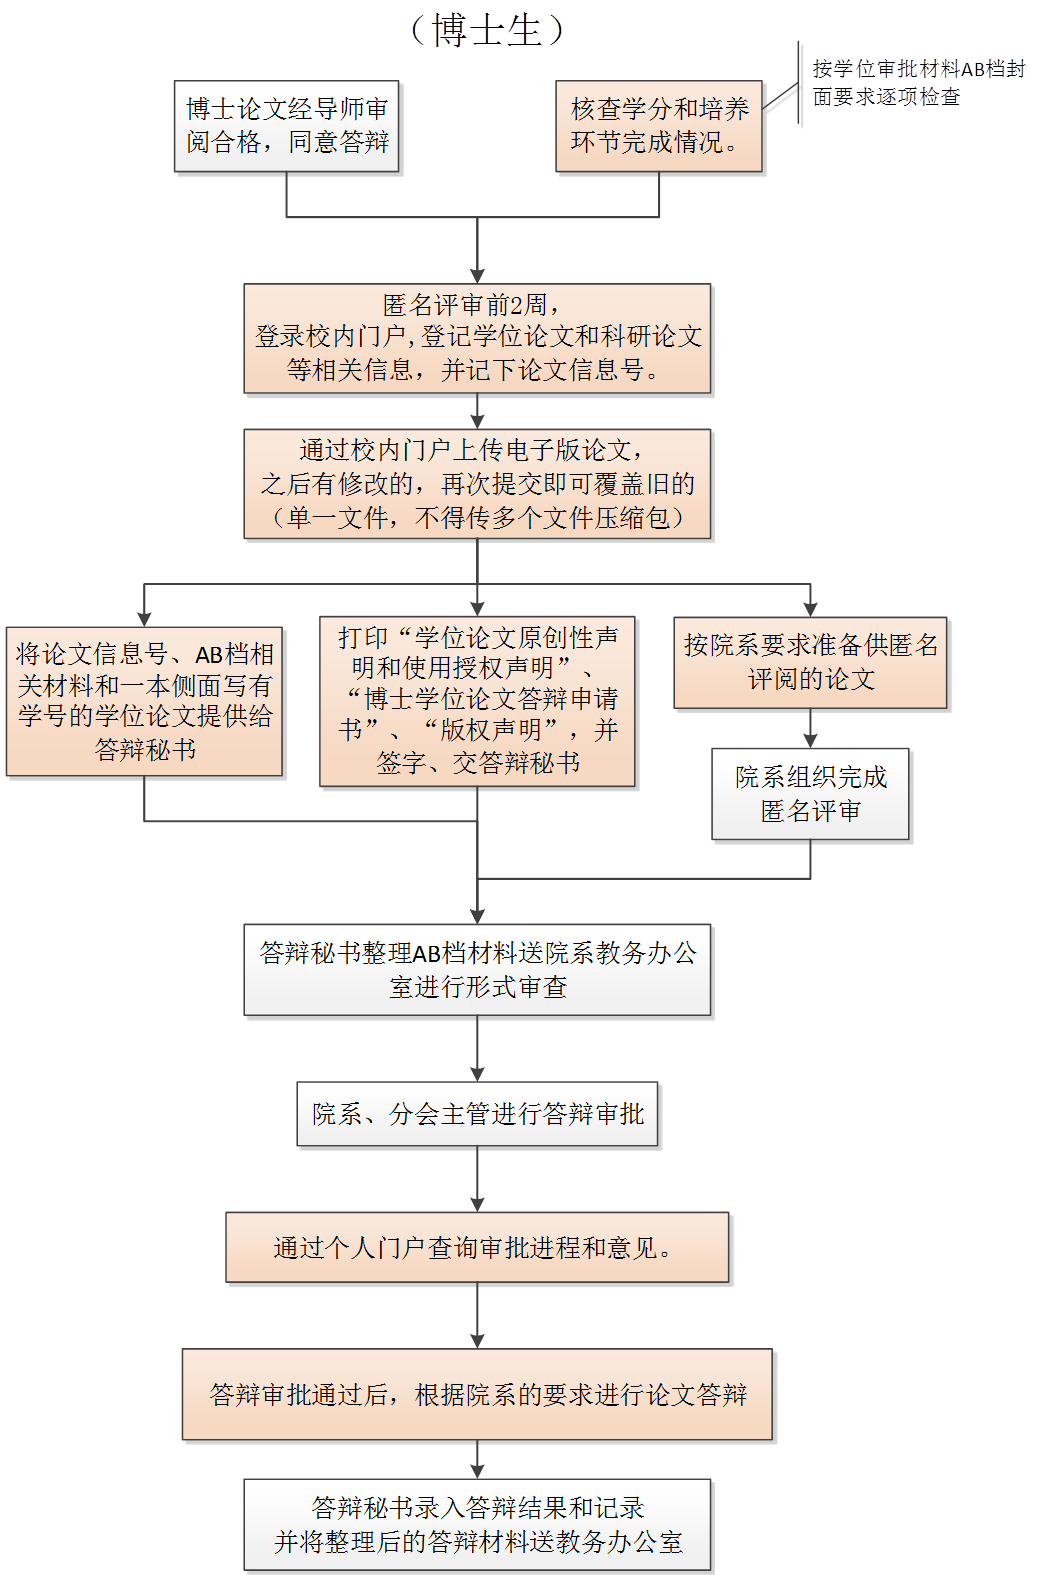 （博士生）
按学位审批材料AB档封
面要求逐项检查
博士论文经导师审
阅合格，同意答辩
核查学分和培养
环节完成情况。
匿名评审前2周，
登录校内门户,登记学位论文和科研论文
等相关信息，并记下论文信息号。
通过校内门户上传电子版论文，
之后有修改的，再次提交即可覆盖旧的
（单一文件，不得传多个文件压缩包）
将论文信息号、AB档相
关材料和一本侧面写有
学号的学位论文提供给
答辩秘书
打印“学位论文原创性声
明和使用授权声明”、
“博士学位论文答辩申请
书”、“版权声明”，并
签字、交答辩秘书
按院系要求准备供匿名
评阅的论文
院系组织完成
匿名评审
答辩秘书整理AB档材料送院系教务办公
室进行形式审查
院系、分会主管进行答辩审批
通过个人门户查询审批进程和意见。
答辩审批通过后，根据院系的要求进行论文答辩
答辩秘书录入答辩结果和记录
并将整理后的答辩材料送教务办公室